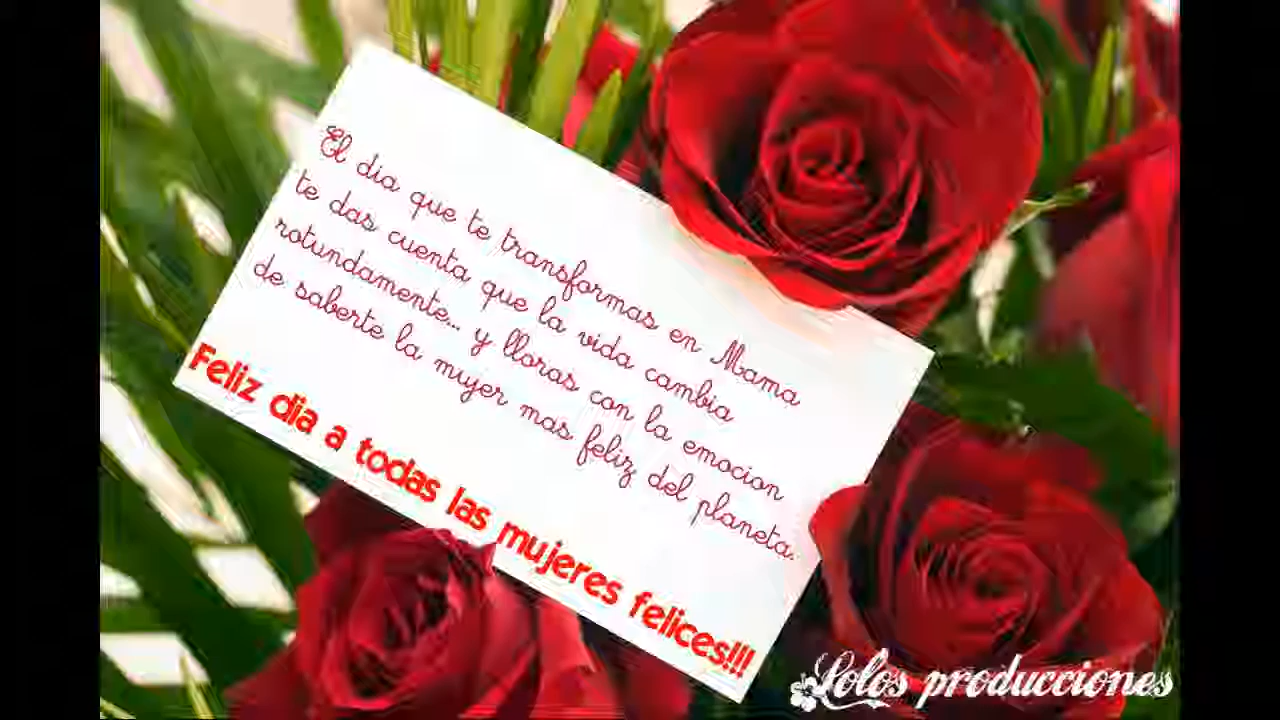 El dia que te transformas en Mama
te das cuenta que la vida cambia
rotundamente... y lloras con la emocion
de saberte la mujer mas feliz del planeta.
Feliz dia a todas las mujeres felices!!!
Lolos producciones